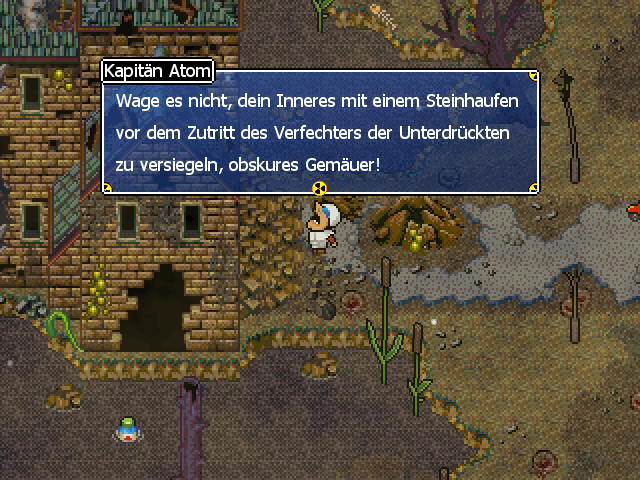 Kapitän Atom
Wage es nicht, dein Inneres mit einem Steinhaufen
vor dem Zutritt des Verfechters der Unterdrückten
zu versiegeln, obskures Gemäuer!